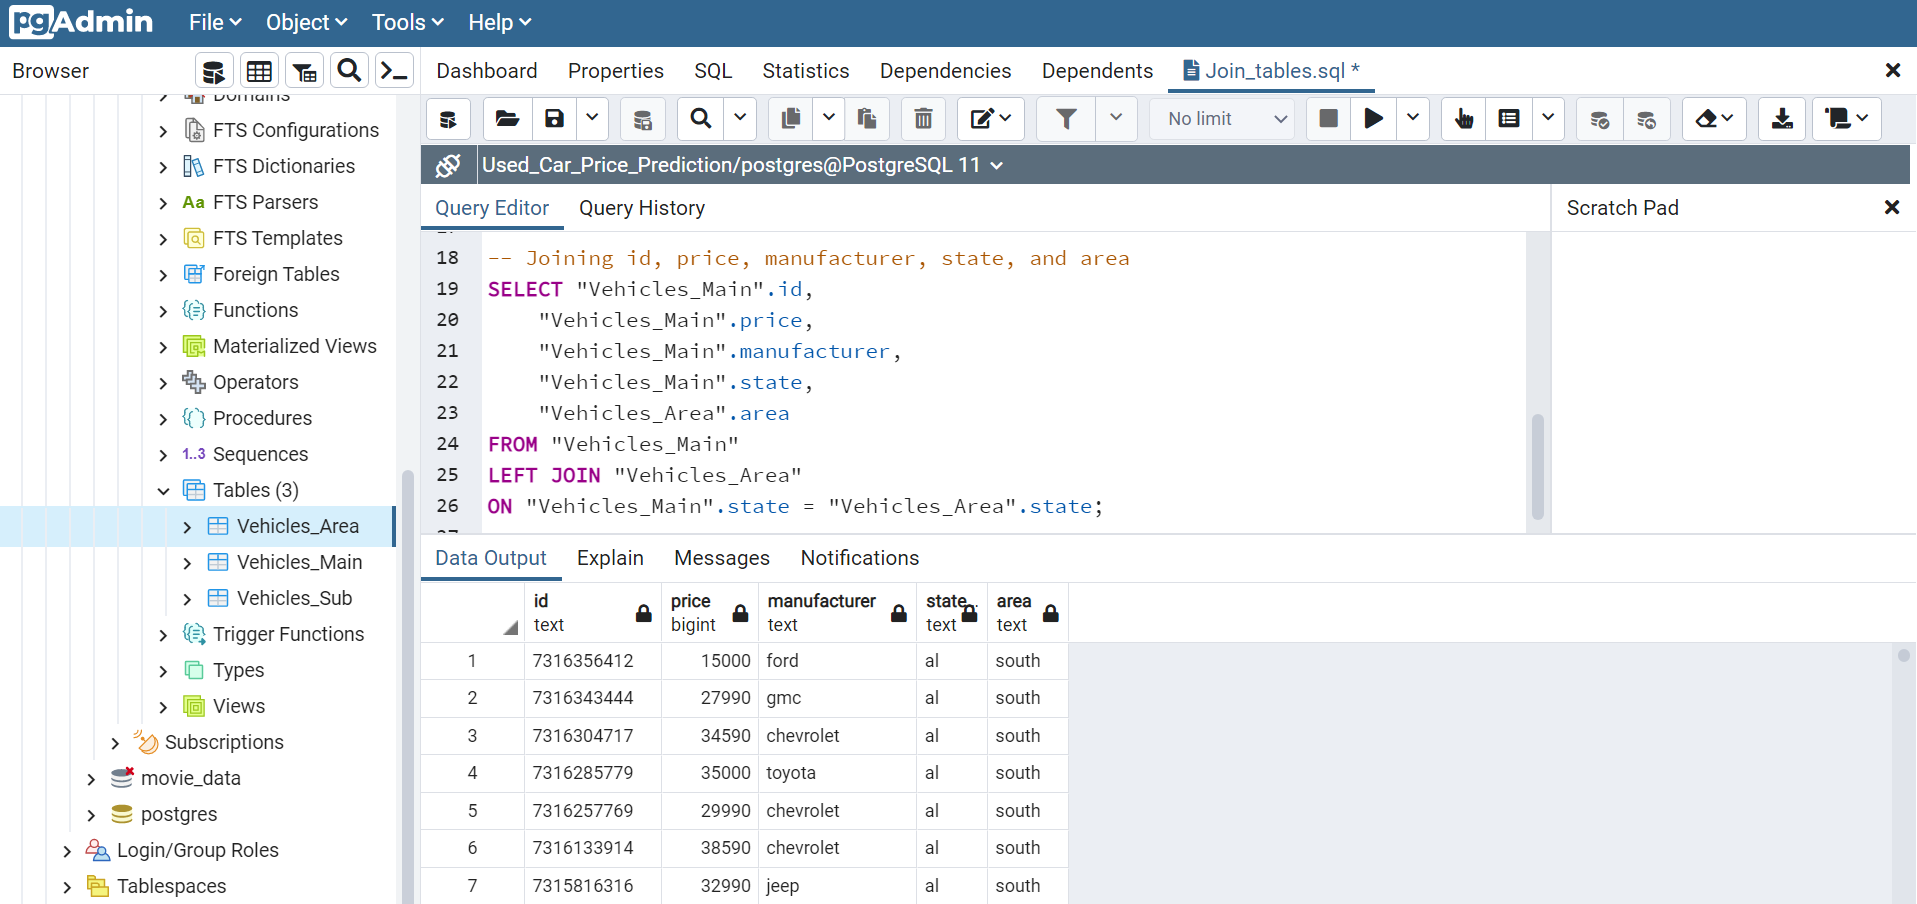 pgAdmin File Object Tools Help
Browser
Dashboard Properties SQL Statistics Dependencies Dependents Join_tables.sql *
No limit
Used_Car_Price_Prediction/postgres@PostgreSQL 11
Domains
FTS Configurations
FTS Dictionaries
Aa FTS Parsers
FTS Templates
Foreign Tables
Functions
Materialized Views
Operators
Procedures
1..3 Sequences
Tables (3)
Vehicles_Area
Vehicles_Main
Vehicles_Sub
Trigger Functions
Types
Views
Subscriptions
movie_data
postgres
Login/Group Roles
Tablespaces
Query Editor Query History
Scratch Pad
18 -- Joining id, price, manufacturer, state, and area
19 SELECT "Vehicles_Main".id,
20 "Vehicles_Main".price,
21 "Vehicles_Main".manufacturer,
22 "Vehicles_Main".state,
23 "Vehicles_Area".area
24 FROM "Vehicles_Main"
25 LEFT JOIN "Vehicles_Area"
26 ON "Vehicles_Main".state = "Vehicles_Area".state;
Data Output Explain Messages Notifications
id price manufacturer state area
text bigint text text text
1 7316356412 15000 ford al south
2 7316343444 27990 gmc al south
3 7316304717 34590 chevrolet al south
4 7316285779 35000 toyota al south
5 7316257769 29990 chevrolet al south
6 7316133914 38590 chevrolet al south
7 7315816316 32990 jeep al south